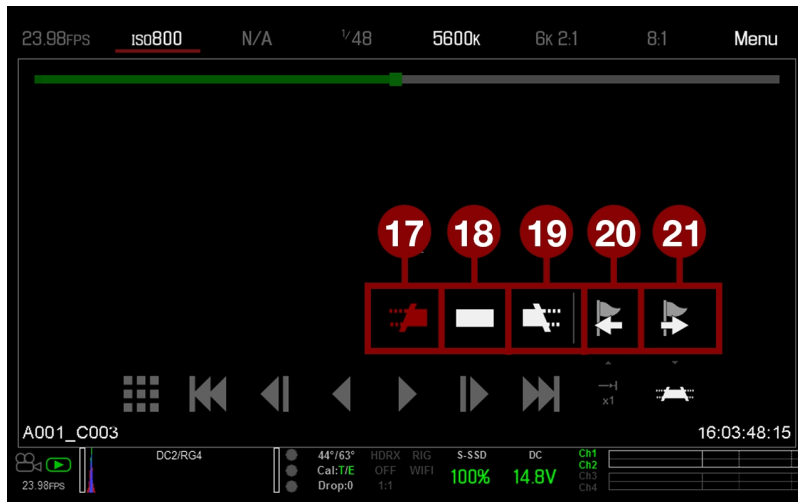 23.98FPS ISO800 N/A 1/48 5600K 6K 2:1 8:1 Menu
17 18 19 20 21
x1
A001_C003 16:03:48:15
DC2/RG4 44°/63° HDRX RIG S-SSD DC Ch1
Cal:T/E OFF WIFI 100% 14.8V Ch2
23.98FPS Drop:0 1:1 Ch3
Ch4